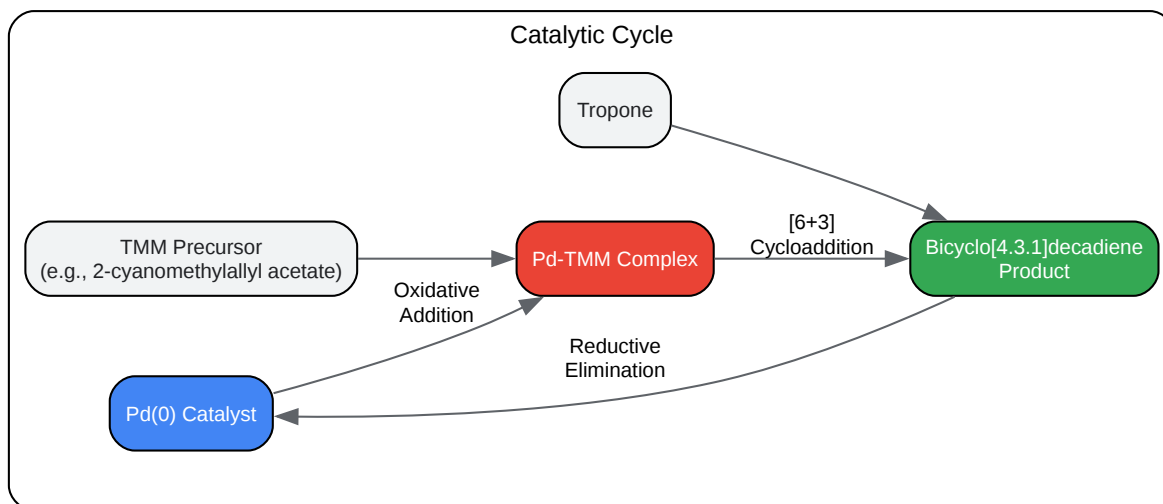 Catalytic Cycle
Tropone
TMM Precursor
(e.g., 2-cyanomethylallyl acetate)
Pd-TMM Complex
[6+3]
Cycloaddition
Bicyclo[4.3.1]decadiene
Product
Oxidative
Addition
Reductive
Elimination
Pd(0) Catalyst